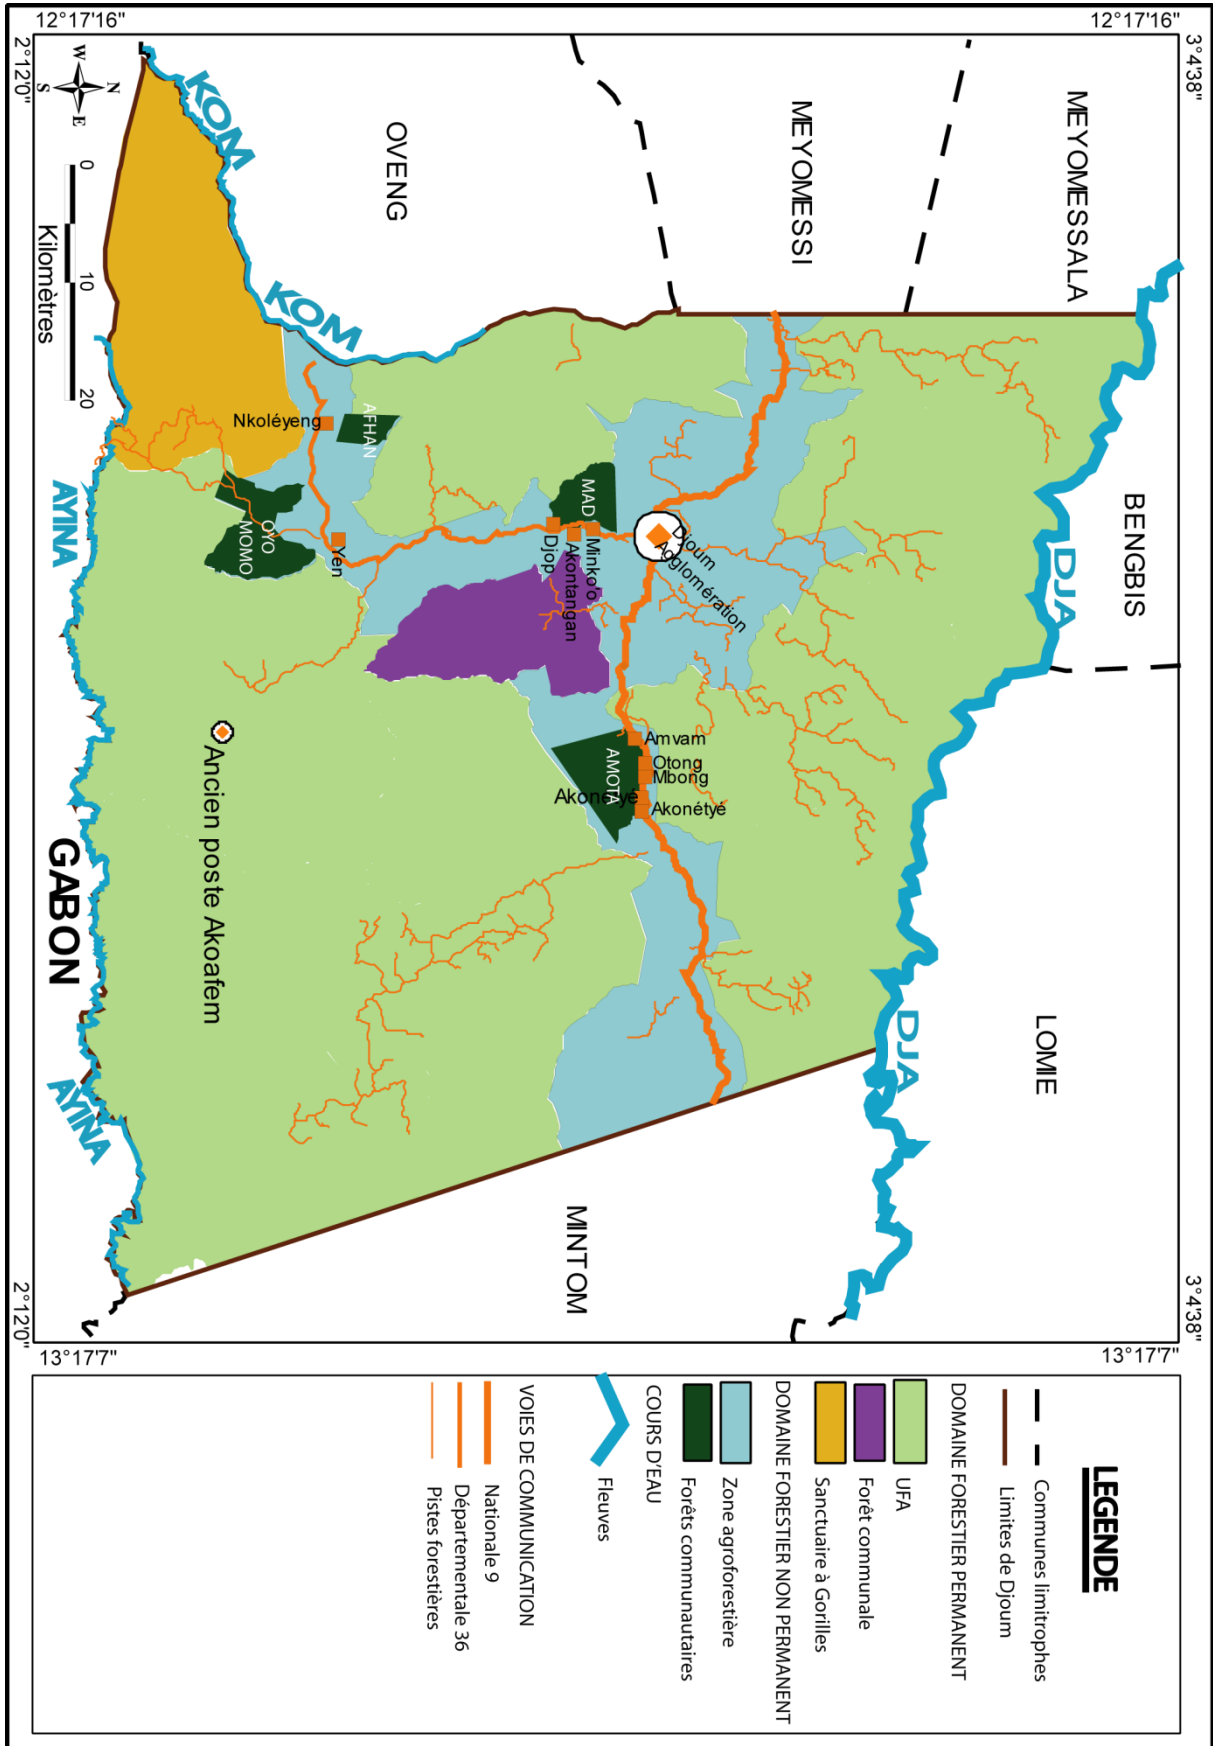 12°17'16"
12°17'16"
3°4'38"
2°12'0"
N
W
E
S
0
10
20
Kilomètres
MEYOMESSALA
MEYOMESSI
OVENG
BENGBIS
LOMIE
MINTOM
GABON
KOM
KOM
DJA
DJA
AYINA
AYINA
Djoum
Agglomération
MAD
Minko'o
Akontangan
Djop
AFHAN
Nkoléyeng
Yen
OYO
MOMO
Amvam
Otong
Mbong
AMOTA
Akonétyé
Akonétyé
Ancien poste Akoafem
3°4'38"
2°12'0"
13°17'7"
13°17'7"
LEGENDE
Communes limitrophes
Limites de Djoum
DOMAINE FORESTIER PERMANENT
UFA
Forêt communale
Sanctuaire à Gorilles
DOMAINE FORESTIER NON PERMANENT
Zone agroforestière
Forêts communautaires
COURS D'EAU
Fleuves
VOIES DE COMMUNICATION
Nationale 9
Départementale 36
Pistes forestières